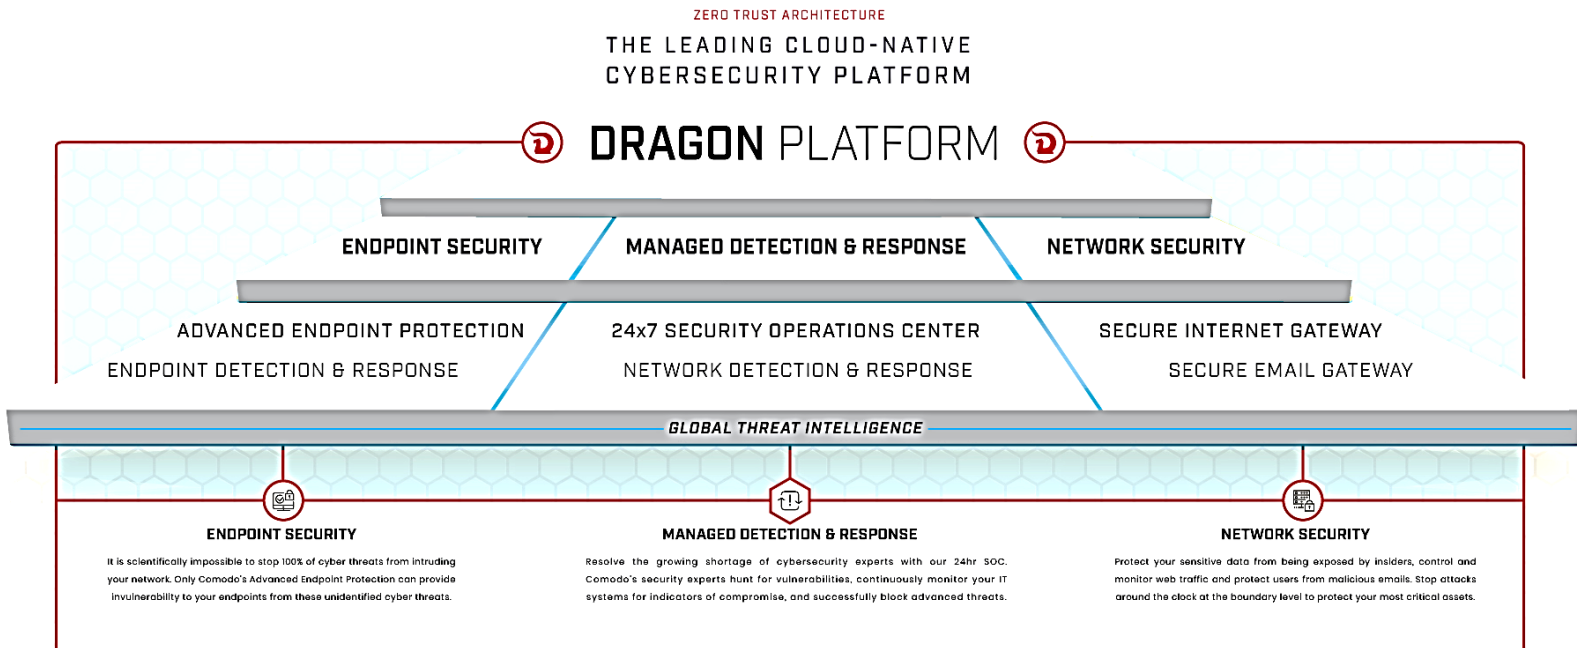 ZERO TRUST ARCHITECTURE
THE LEADING CLOUD-NATIVE
CYBERSECURITY PLATFORM
DRAGON PLATFORM
ENDPOINT SECURITY
MANAGED DETECTION & RESPONSE
NETWORK SECURITY
ADVANCED ENDPOINT PROTECTION
24x7 SECURITY OPERATIONS CENTER
SECURE INTERNET GATEWAY
ENDPOINT DETECTION & RESPONSE
NETWORK DETECTION & RESPONSE
SECURE EMAIL GATEWAY
GLOBAL THREAT INTELLIGENCE
ENDPOINT SECURITY
It is scientifically impossible to stop 100% of cyber threats from intruding
your network. Only Comodo's Advanced Endpoint Protection can provide
invulnerability to your endpoints from these unidentified cyber threats.
MANAGED DETECTION & RESPONSE
Resolve the growing shortage of cybersecurity experts with our 24hr SOC.
Comodo's security experts hunt for vulnerabilities, continuously monitor your IT
systems for indicators of compromise, and successfully block advanced threats.
NETWORK SECURITY
Protect your sensitive data from being exposed by insiders, control and
monitor web traffic and protect users from malicious emails. Stop attacks
around the clock at the boundary level to protect your most critical assets.